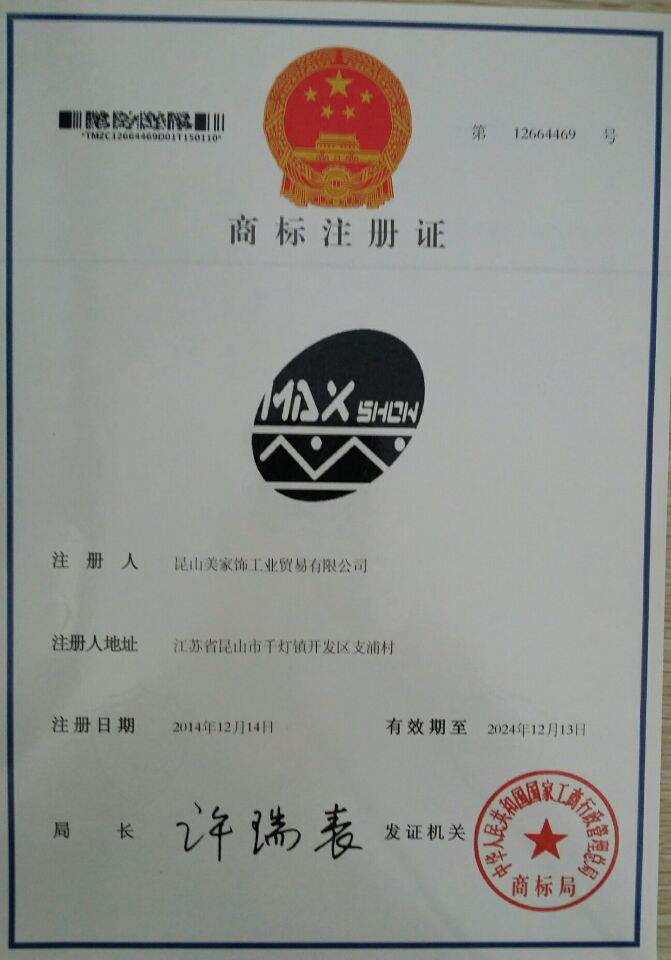 *TMZC12664469D01T150110*
第 12664469 号
商标注册证
MAX SHOW
注册人 昆山美家饰工业贸易有限公司
注册人地址 江苏省昆山市千灯镇开发区支浦村
注册日期 2014年12月14日 有效期至 2024年12月13日
局长 许瑞表 发证机关
中华人民共和国国家工商行政管理总局
商标局